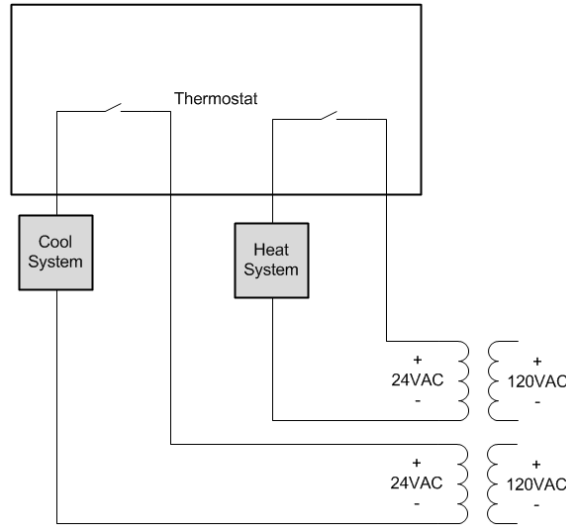 Thermostat
Cool
System
Heat
System
+
24VAC
-
+
120VAC
-
+
24VAC
-
+
120VAC
-